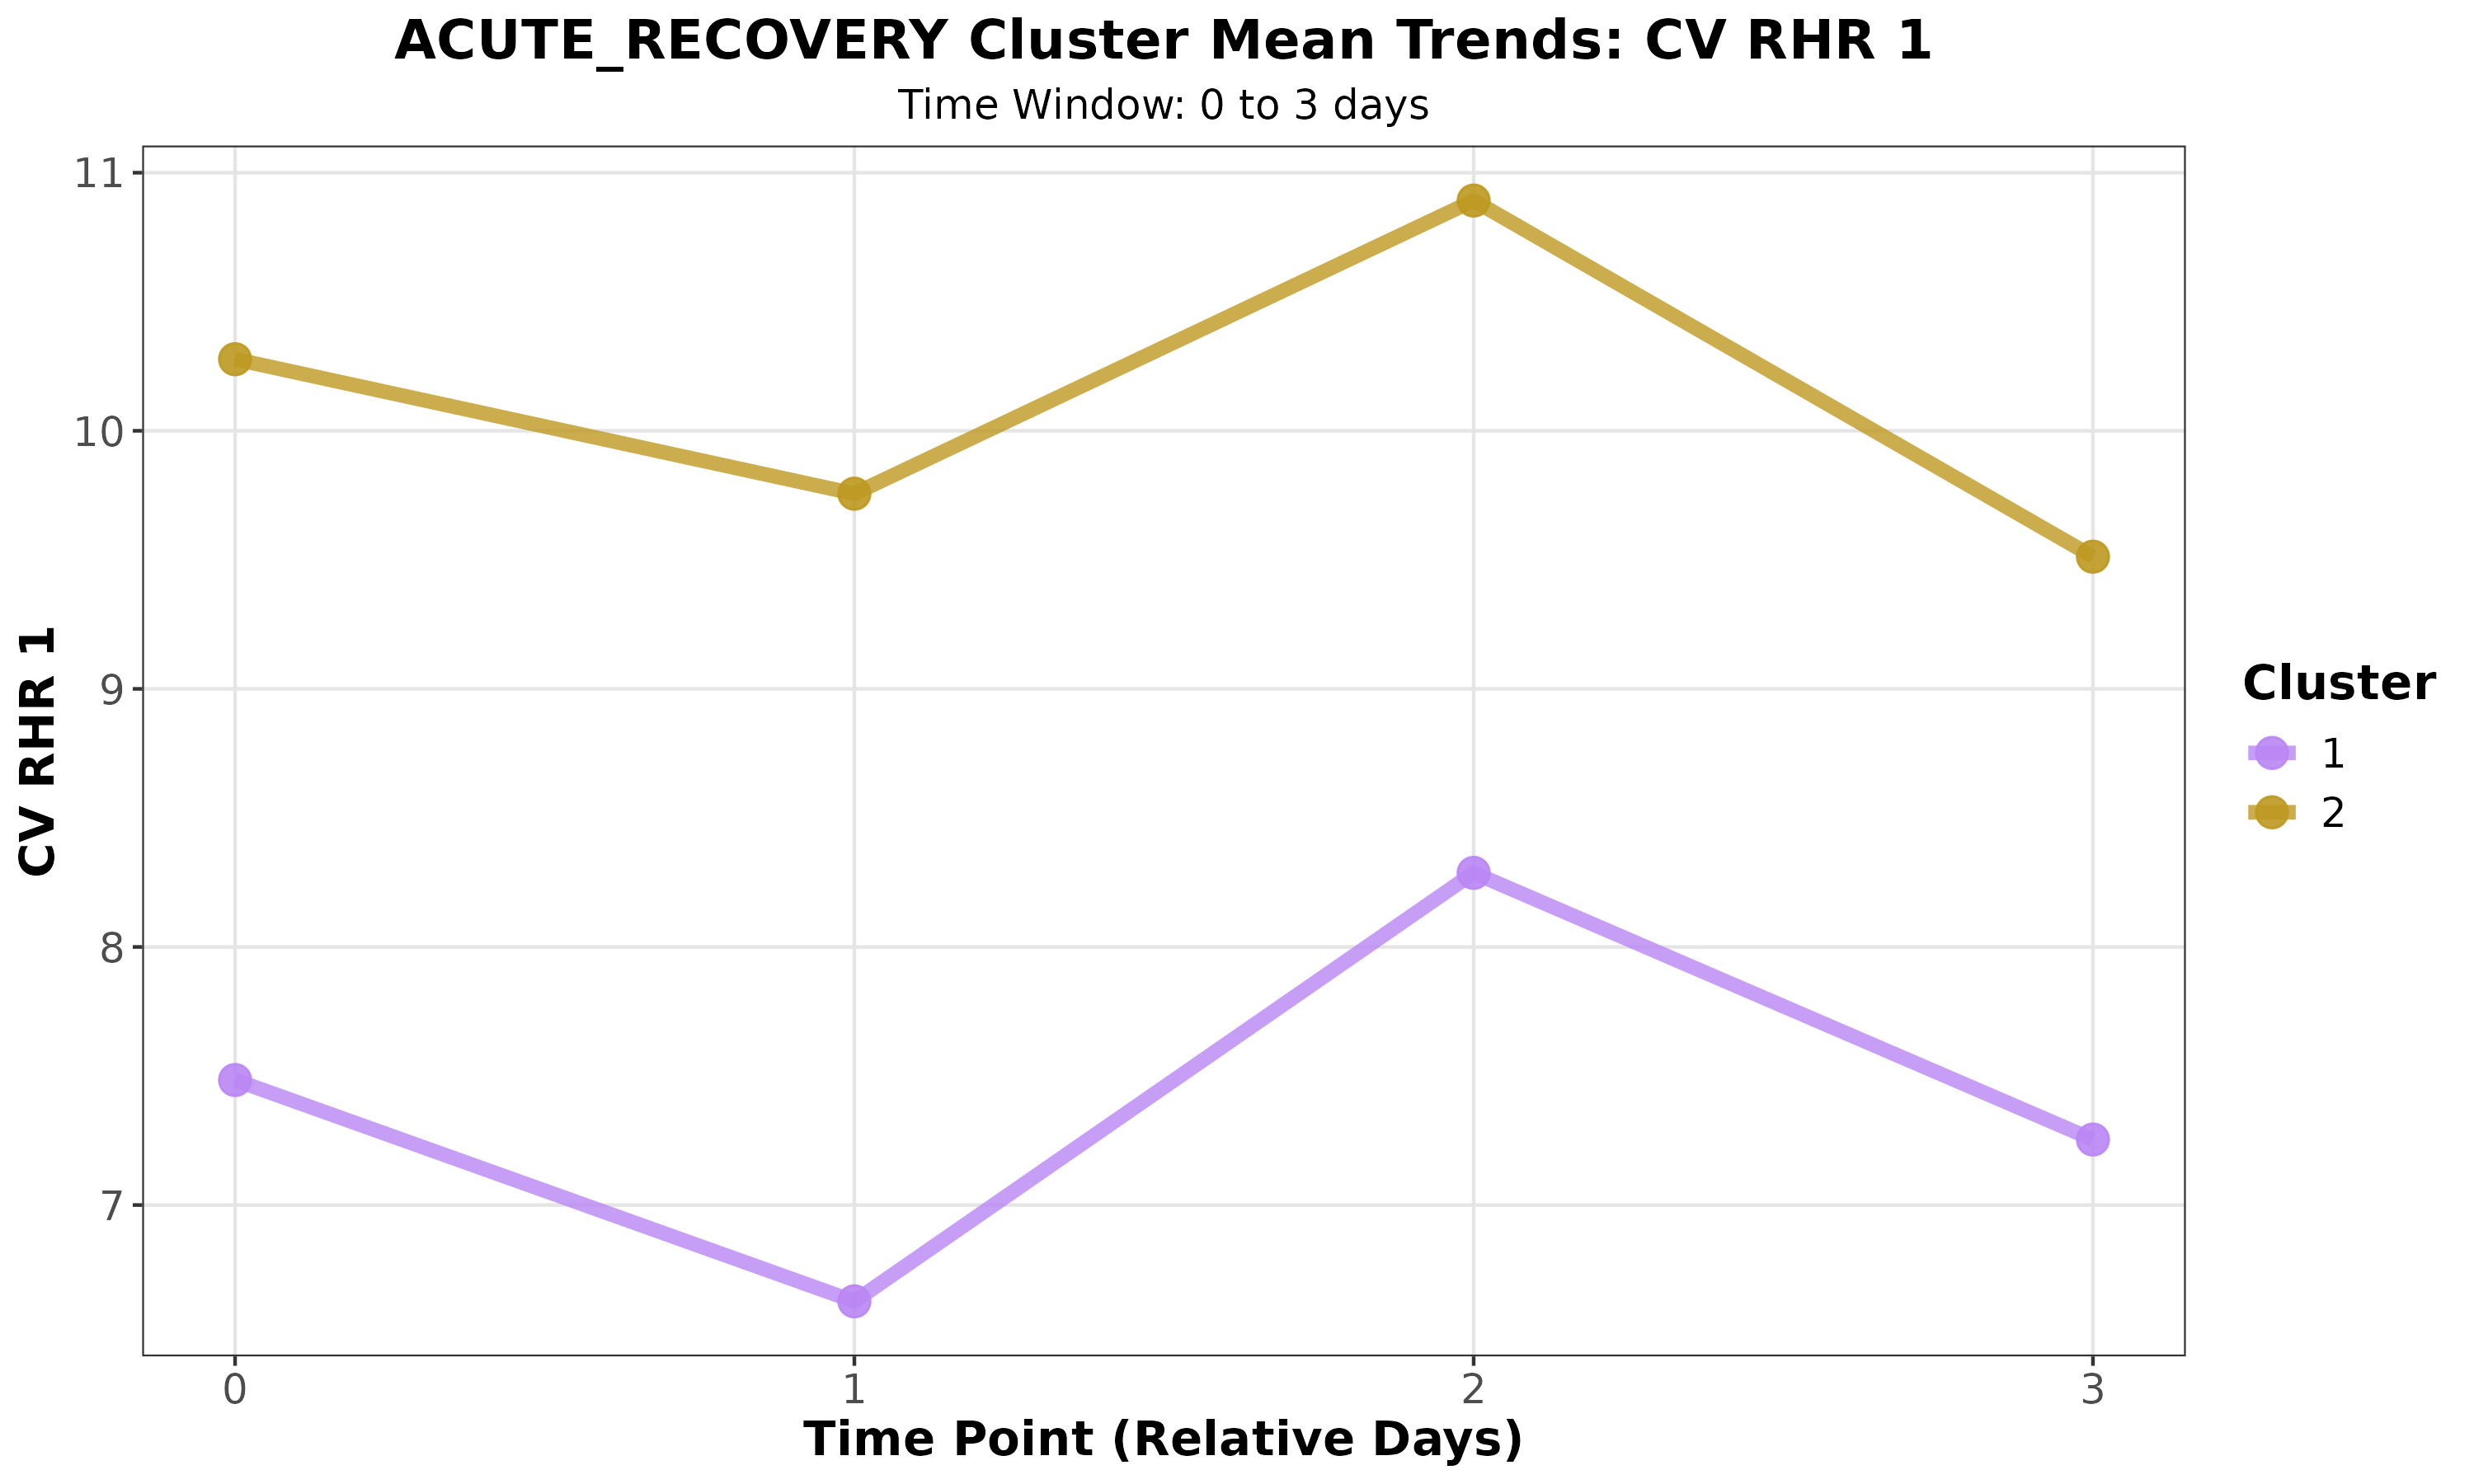 ACUTE_RECOVERY Cluster Mean Trends: CV RHR 1
Time Window: 0 to 3 days
11
10
9
8
7
CV RHR 1
0
1
2
3
Time Point (Relative Days)
Cluster
1
2